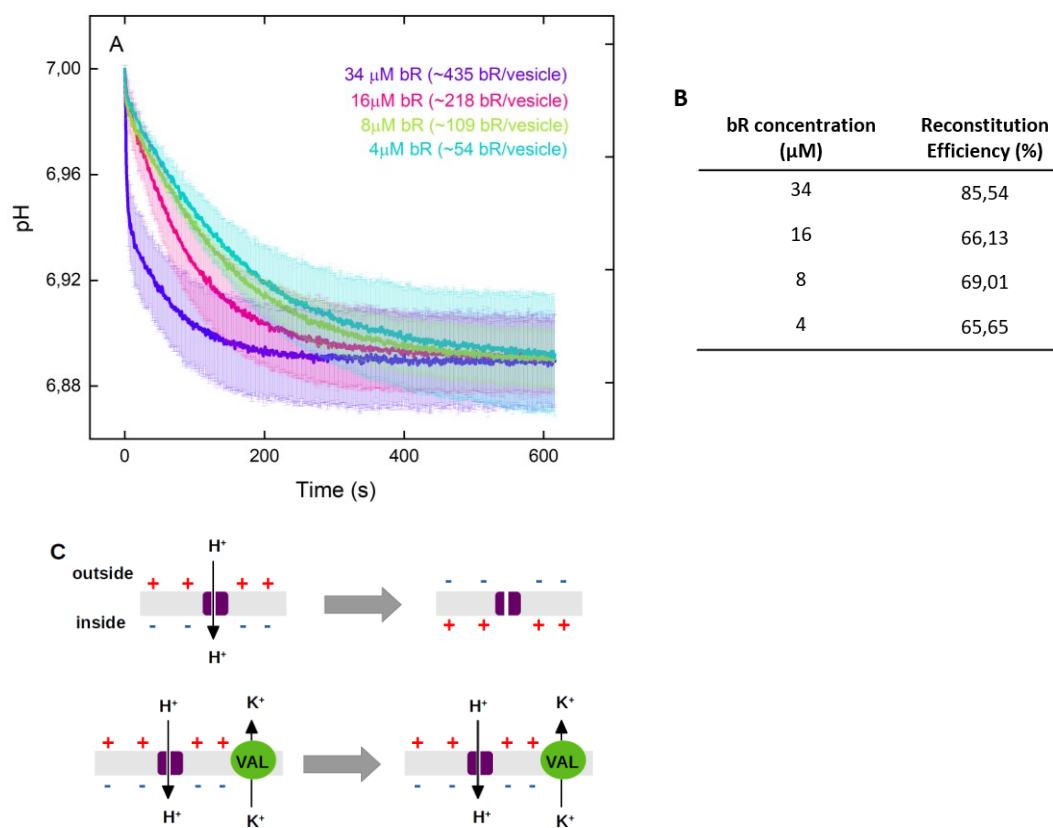 A
7,00
6,96
6,92
6,88
pH
34 μM bR (~435 bR/vesicle)
16μM bR (~218 bR/vesicle)
8μM bR (~109 bR/vesicle)
4μM bR (~54 bR/vesicle)
0 200 400 600
Time (s)
B
bR concentration (μM) Reconstitution Efficiency (%)
34 85,54
16 66,13
8 69,01
4 65,65
C
H⁺
outside + + + + - - - -
inside - - - - + + + +
H⁺
H⁺ K⁺ H⁺ K⁺
+ + + + + + + +
VAL VAL
- - - - - - - -
H⁺ K⁺ H⁺ K⁺